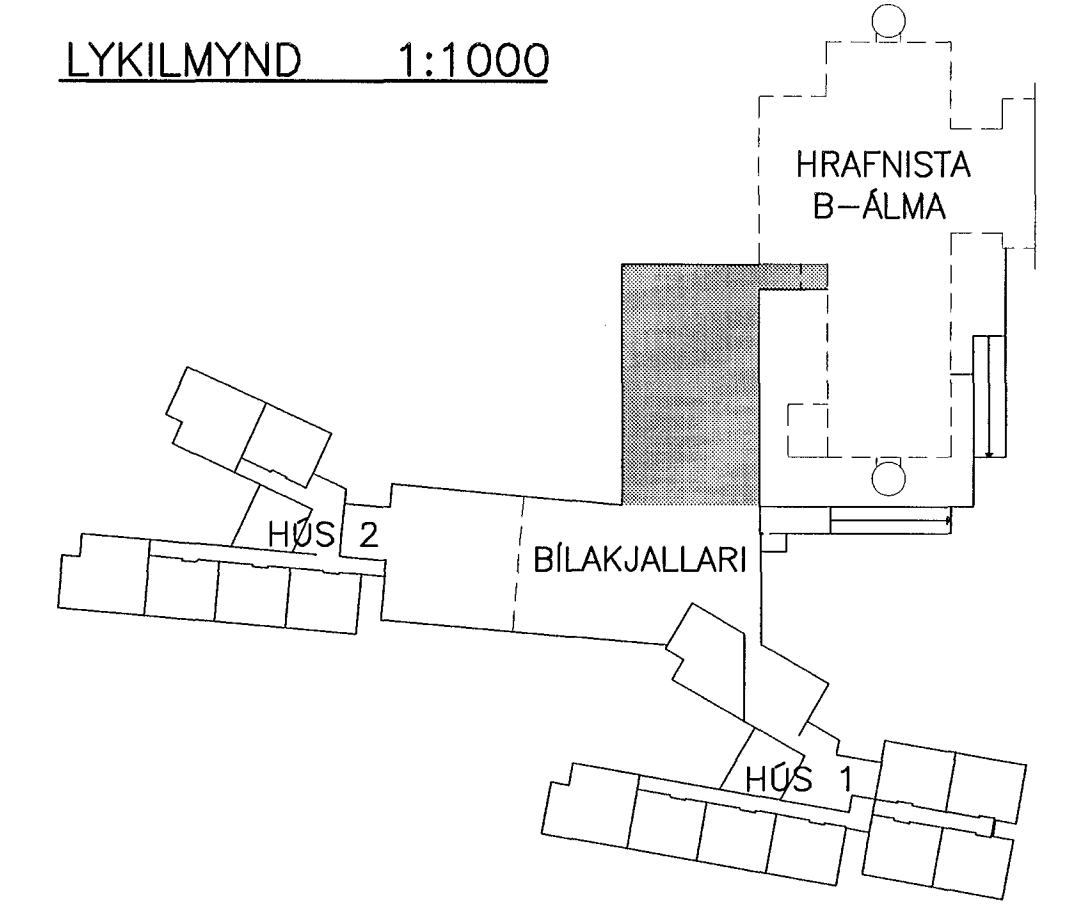 LYKILMYND 1:1000
HRAFNISTA
B-ÁLMA
HÚS 2
BÍLAKJALLARI
HÚS 1